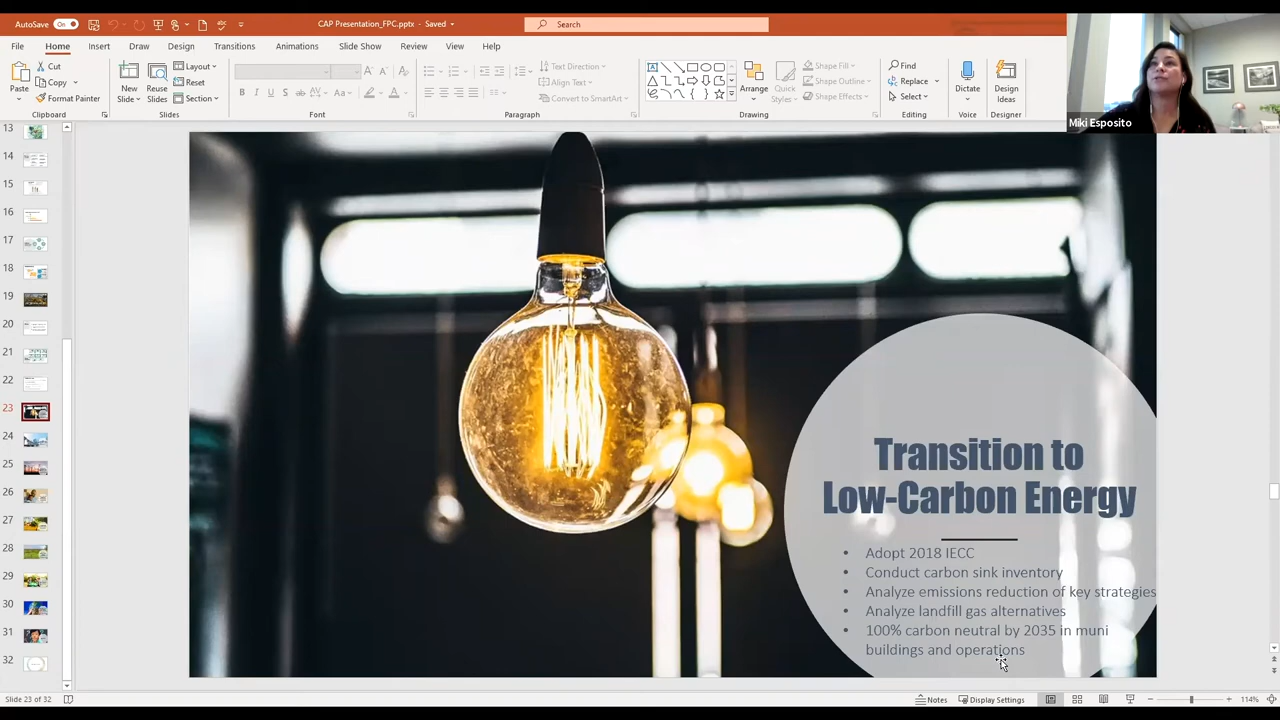 AutoSave
On
CAP Presentation_FPC.pptx - Saved
Search
File
Home
Insert
Draw
Design
Transitions
Animations
Slide Show
Review
View
Help
Paste
Cut
Copy
Format Painter
Clipboard
New
Slide
Reuse
Slides
Layout
Reset
Section
Slides
B
I
U
S
ab
AV
Aa
A
Font
Text Direction
Align Text
Convert to SmartArt
Paragraph
Arrange
Quick
Styles
Shape Fill
Shape Outline
Shape Effects
Drawing
Find
Replace
Select
Editing
Dictate
Voice
Design
Ideas
Designer
Miki Esposito
13
14
15
16
17
18
19
20
21
22
23
24
25
26
27
28
29
30
31
32
Transition to
Low-Carbon Energy
• Adopt 2018 IECC
• Conduct carbon sink inventory
• Analyze emissions reduction of key strategies
• Analyze landfill gas alternatives
• 100% carbon neutral by 2035 in muni
buildings and operations
Slide 23 of 32
Notes
Display Settings
114%